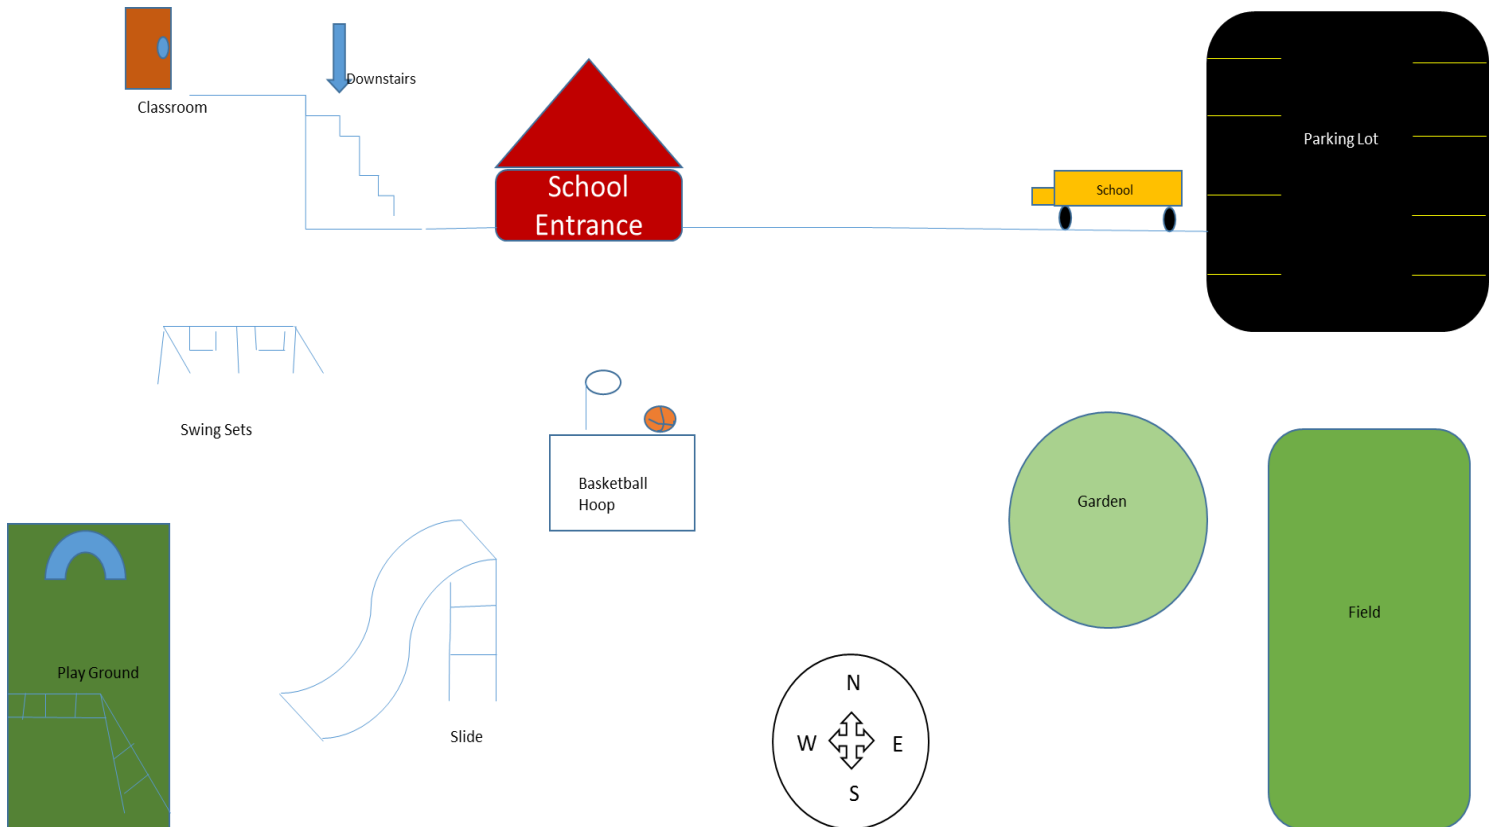 Downstairs
Classroom
School
Entrance
School
Parking Lot
Swing Sets
Basketball
Hoop
Garden
Field
Play Ground
Slide
N
W E
S